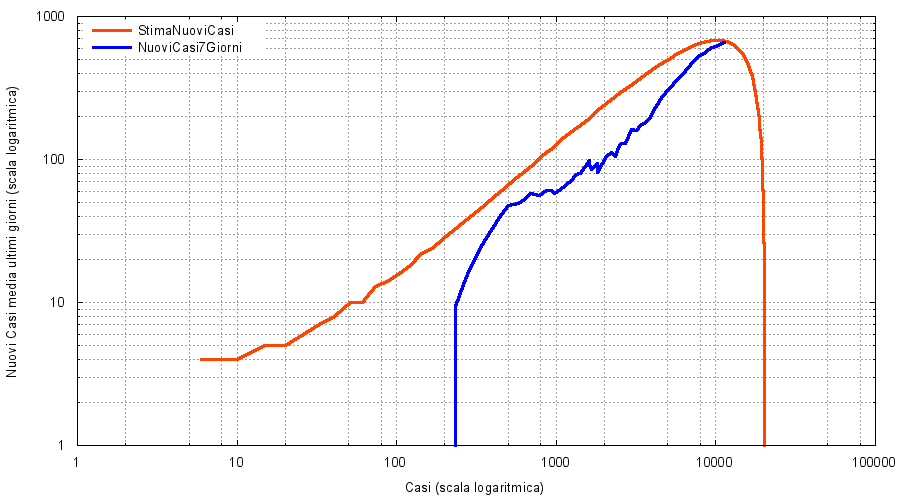 1000
StimaNuoviCasi
NuoviCasi7Giorni
100
10
1
1 10 100 1000 10000 100000
Nuovi Casi media ultimi giorni (scala logaritmica)
Casi (scala logaritmica)